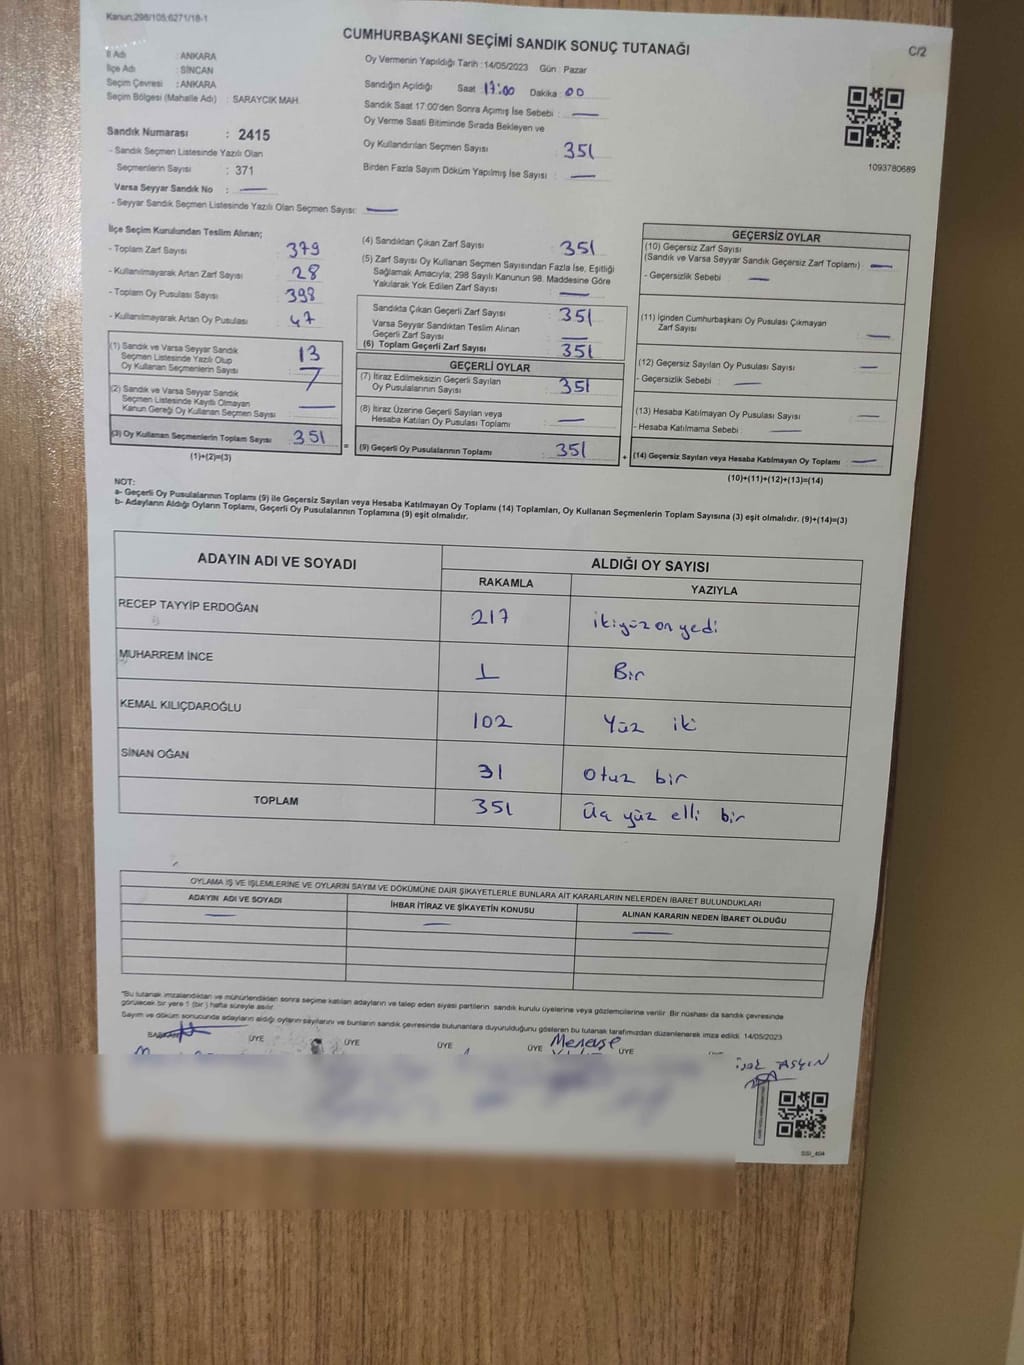 Kanun:298/105;6271/18-1
CUMHURBAŞKANI SEÇİMİ SANDIK SONUÇ TUTANAĞI
C/2
İl Adı : ANKARA
İlçe Adı : SİNCAN
Seçim Çevresi : ANKARA
Seçim Bölgesi (Mahalle Adı) : SARAYCIK MAH.
Oy Vermenin Yapıldığı Tarih : 14/05/2023 Gün : Pazar
Sandığın Açıldığı Saat 17:00 Dakika : 00
Sandık Saat 17:00'den Sonra Açımış İse Sebebi : —
Oy Verme Saati Bitiminde Sırada Bekleyen ve
Oy Kullandırılan Seçmen Sayısı 351
Birden Fazla Sayım Döküm Yapılmış İse Sayısı : —
1093780689
Sandık Numarası : 2415
- Sandık Seçmen Listesinde Yazılı Olan
Seçmenlerin Sayısı : 371
Varsa Seyyar Sandık No : —
- Seyyar Sandık Seçmen Listesinde Yazılı Olan Seçmen Sayısı: —
İlçe Seçim Kurulundan Teslim Alınan;
- Toplam Zarf Sayısı 379
- Kullanılmayarak Artan Zarf Sayısı 28
- Toplam Oy Pusulası Sayısı 398
- Kullanılmayarak Artan Oy Pusulası 47
(1) Sandık ve Varsa Seyyar Sandık
Seçmen Listesinde Yazılı Olup
Oy Kullanan Seçmenlerin Sayısı 13
7
(2) Sandık ve Varsa Seyyar Sandık
Seçmen Listesinde Kayıtlı Olmayan
Kanun Gereği Oy Kullanan Seçmen Sayısı —
(3) Oy Kullanan Seçmenlerin Toplam Sayısı 351
(1)+(2)=(3)
(4) Sandıktan Çıkan Zarf Sayısı 351
(5) Zarf Sayısı Oy Kullanan Seçmen Sayısından Fazla İse, Eşitliği
Sağlamak Amacıyla; 298 Sayılı Kanunun 98. Maddesine Göre
Yakılarak Yok Edilen Zarf Sayısı : —
Sandıkta Çıkan Geçerli Zarf Sayısı 351
Varsa Seyyar Sandıktan Teslim Alınan
Geçerli Zarf Sayısı : —
(6) Toplam Geçerli Zarf Sayısı 351
GEÇERLİ OYLAR
(7) İtiraz Edilmeksizin Geçerli Sayılan
Oy Pusulalarının Sayısı 351
(8) İtiraz Üzerine Geçerli Sayılan veya
Hesaba Katılan Oy Pusulası Toplamı —
= (9) Geçerli Oy Pusulalarının Toplamı 351 +
GEÇERSİZ OYLAR
(10) Geçersiz Zarf Sayısı
(Sandık ve Varsa Seyyar Sandık Geçersiz Zarf Toplamı) —
- Geçersizlik Sebebi : —
(11) İçinden Cumhurbaşkanı Oy Pusulası Çıkmayan
Zarf Sayısı —
(12) Geçersiz Sayılan Oy Pusulası Sayısı —
- Geçersizlik Sebebi : —
(13) Hesaba Katılmayan Oy Pusulası Sayısı —
- Hesaba Katılmama Sebebi : —
(14) Geçersiz Sayılan veya Hesaba Katılmayan Oy Toplamı —
(10)+(11)+(12)+(13)=(14)
NOT:
a- Geçerli Oy Pusulalarının Toplamı (9) ile Geçersiz Sayılan veya Hesaba Katılmayan Oy Toplamı (14) Toplamları, Oy Kullanan Seçmenlerin Toplam Sayısına (3) eşit olmalıdır. (9)+(14)=(3)
b- Adayların Aldığı Oyların Toplamı, Geçerli Oy Pusulalarının Toplamına (9) eşit olmalıdır.
ADAYIN ADI VE SOYADI ALDIĞI OY SAYISI
RAKAMLA YAZIYLA
RECEP TAYYİP ERDOĞAN 217 ikiyüz on yedi
MUHARREM İNCE 1 Bir
KEMAL KILIÇDAROĞLU 102 Yüz iki
SİNAN OĞAN 31 Otuz bir
TOPLAM 351 Üç yüz elli bir
OYLAMA İŞ VE İŞLEMLERİNE VE OYLARIN SAYIM VE DÖKÜMÜNE DAİR ŞİKAYETLERLE BUNLARA AİT KARARLARIN NELERDEN İBARET BULUNDUKLARI
ADAYIN ADI VE SOYADI İHBAR İTİRAZ VE ŞİKAYETİN KONUSU ALINAN KARARIN NEDEN İBARET OLDUĞU
— — —
"Bu tutanak imzalandıktan ve mühürlendikten sonra seçime katılan adayların ve talep eden siyasi partilerin sandık kurulu üyelerine veya gözlemcilerine verilir. Bir nüshası da sandık çevresinde
görülecek bir yere 1 (bir ) hafta süreyle asılır.
Sayım ve döküm sonucunda adayların aldığı oyların sayılarını ve bunların sandık çevresinde bulunanlara duyurulduğunu gösteren bu tutanak tarafımızdan düzenlenerek imza edildi. 14/05/2023
BAŞKAN ÜYE ÜYE ÜYE ÜYE Menevşe ÜYE